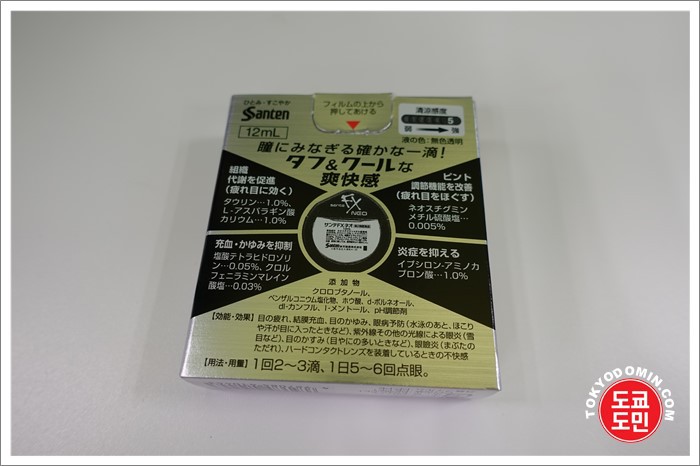 ひとみ・すこやか
Santen
12mL
フィルムの上から
押してあける
清涼感度
5
弱 強
液の色：無色透明
瞳にみなぎる確かな一滴！
タフ&クールな
爽快感
組織
代謝を促進
（疲れ目に効く）
タウリン…1.0%、
L-アスパラギン酸
カリウム…1.0%
ピント
調節機能を改善
（疲れ目をほぐす）
ネオスチグミン
メチル硫酸塩…
0.005%
FX
NEO
サンテFXネオ
Santen
充血・かゆみを抑制
塩酸テトラヒドロゾリ
ン…0.05%、クロル
フェニラミンマレイン
酸塩…0.03%
炎症を抑える
イプシロン-アミノカ
プロン酸…1.0%
添加物
クロロブタノール、
ベンザルコニウム塩化物、ホウ酸、d-ボルネオール、
dl-カンフル、l-メントール、pH調節剤
【効能・効果】目の疲れ、結膜充血、目のかゆみ、眼病予防（水泳のあと、ほこり
や汗が目に入ったときなど）、紫外線その他の光線による眼炎（雪
目など）、目のかすみ（目やにの多いときなど）、眼瞼炎（まぶたの
ただれ）、ハードコンタクトレンズを装着しているときの不快感
【用法・用量】1回2～3滴、1日5～6回点眼。
TOKYODOMIN.COM
도쿄
도민